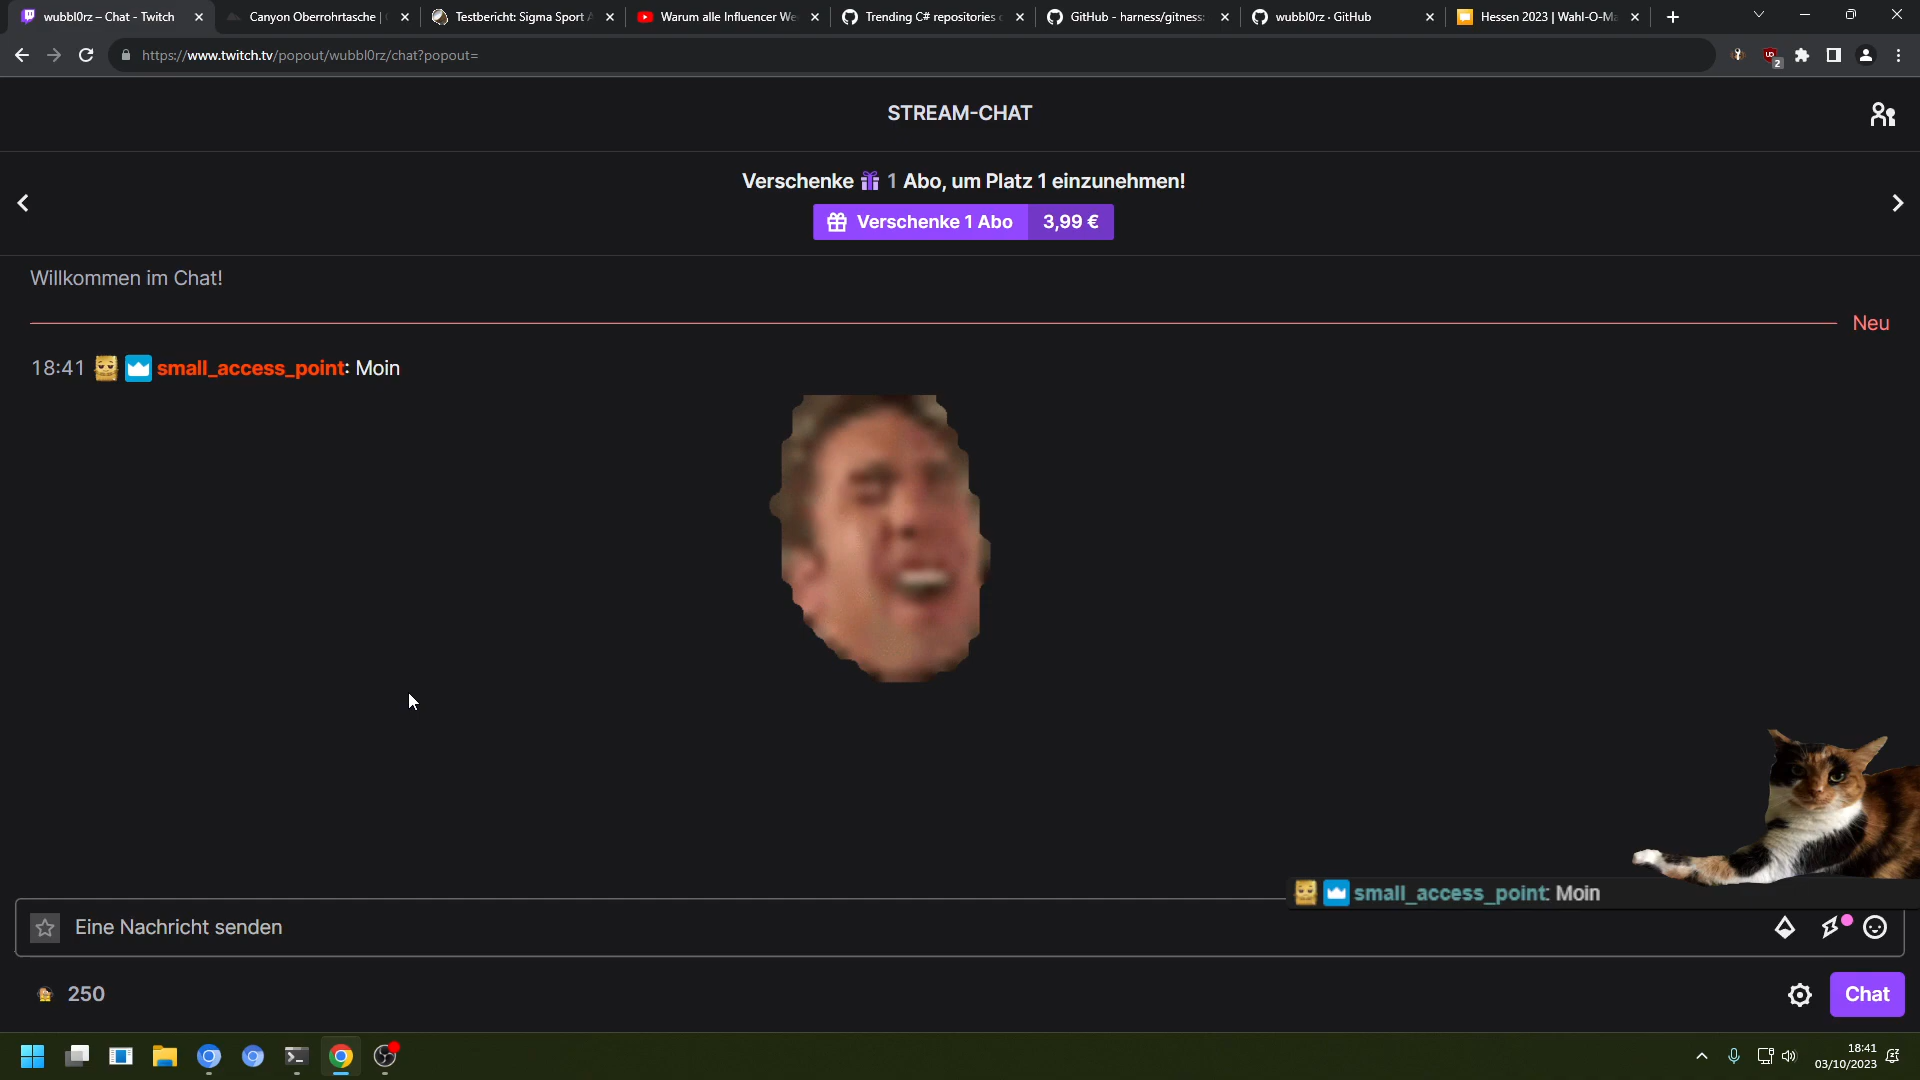 wubbl0rz – Chat - Twitch
Canyon Oberrohrtasche |
Testbericht: Sigma Sport
Warum alle Influencer We
Trending C# repositories
GitHub - harness/gitness:
wubbl0rz · GitHub
Hessen 2023 | Wahl-O-Ma
https://www.twitch.tv/popout/wubbl0rz/chat?popout=
2
STREAM-CHAT
Verschenke 1 Abo, um Platz 1 einzunehmen!
Verschenke 1 Abo 3,99 €
Willkommen im Chat!
Neu
18:41 small_access_point: Moin
small_access_point: Moin
Eine Nachricht senden
250
Chat
18:41
03/10/2023